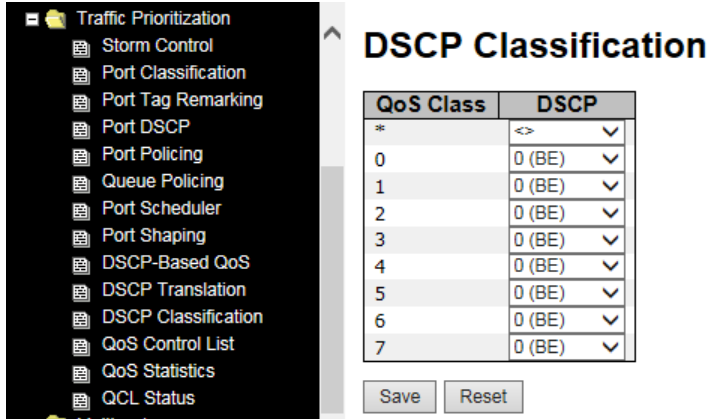 Traffic Prioritization
Storm Control
Port Classification
Port Tag Remarking
Port DSCP
Port Policing
Queue Policing
Port Scheduler
Port Shaping
DSCP-Based QoS
DSCP Translation
DSCP Classification
QoS Control List
QoS Statistics
QCL Status
DSCP Classification
QoS Class DSCP
* <>
0 0 (BE)
1 0 (BE)
2 0 (BE)
3 0 (BE)
4 0 (BE)
5 0 (BE)
6 0 (BE)
7 0 (BE)
Save Reset